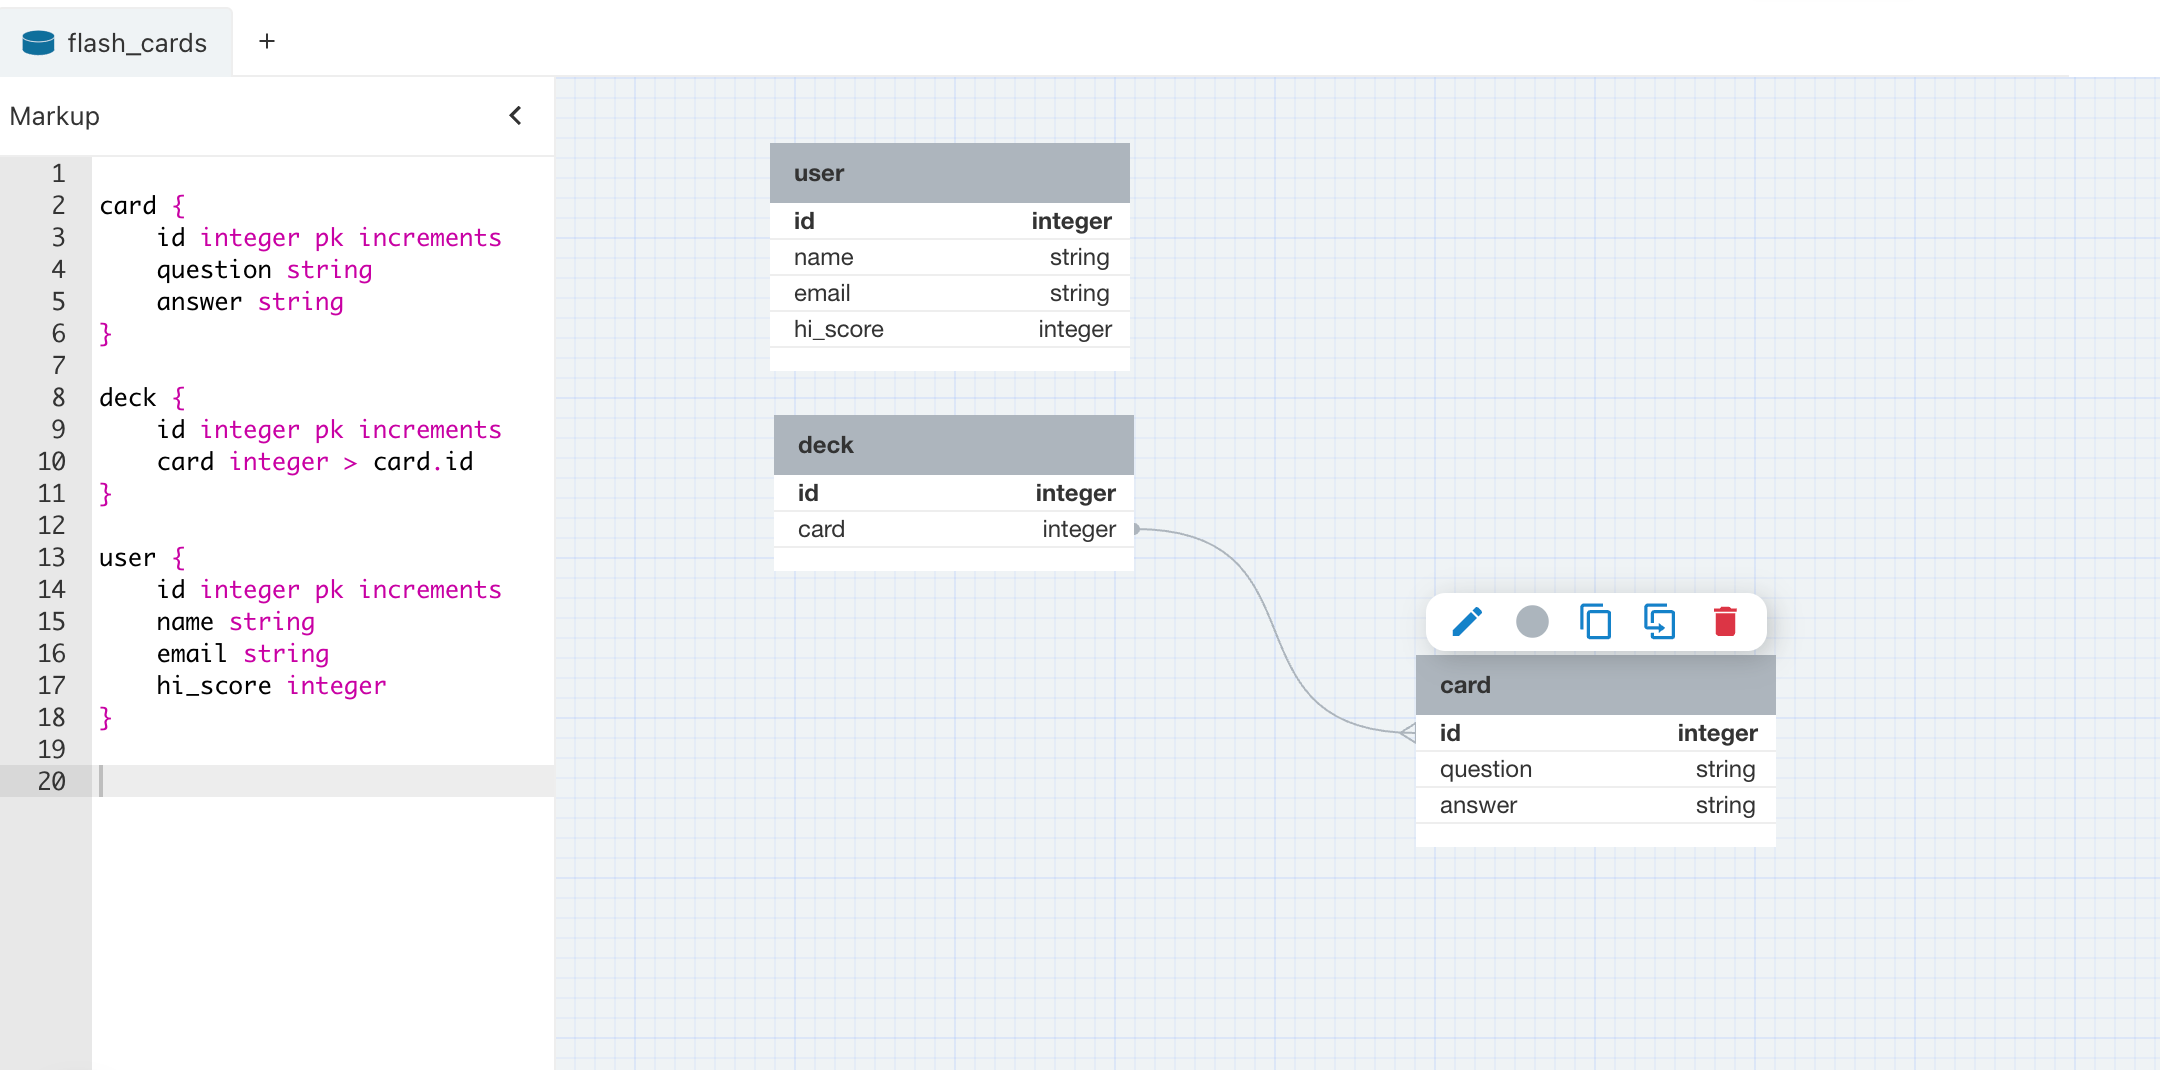 flash_cards +
Markup
1
2 card {
3 id integer pk increments
4 question string
5 answer string
6 }
7
8 deck {
9 id integer pk increments
10 card integer > card.id
11 }
12
13 user {
14 id integer pk increments
15 name string
16 email string
17 hi_score integer
18 }
19
20
user
id integer
name string
email string
hi_score integer
deck
id integer
card integer
card
id integer
question string
answer string